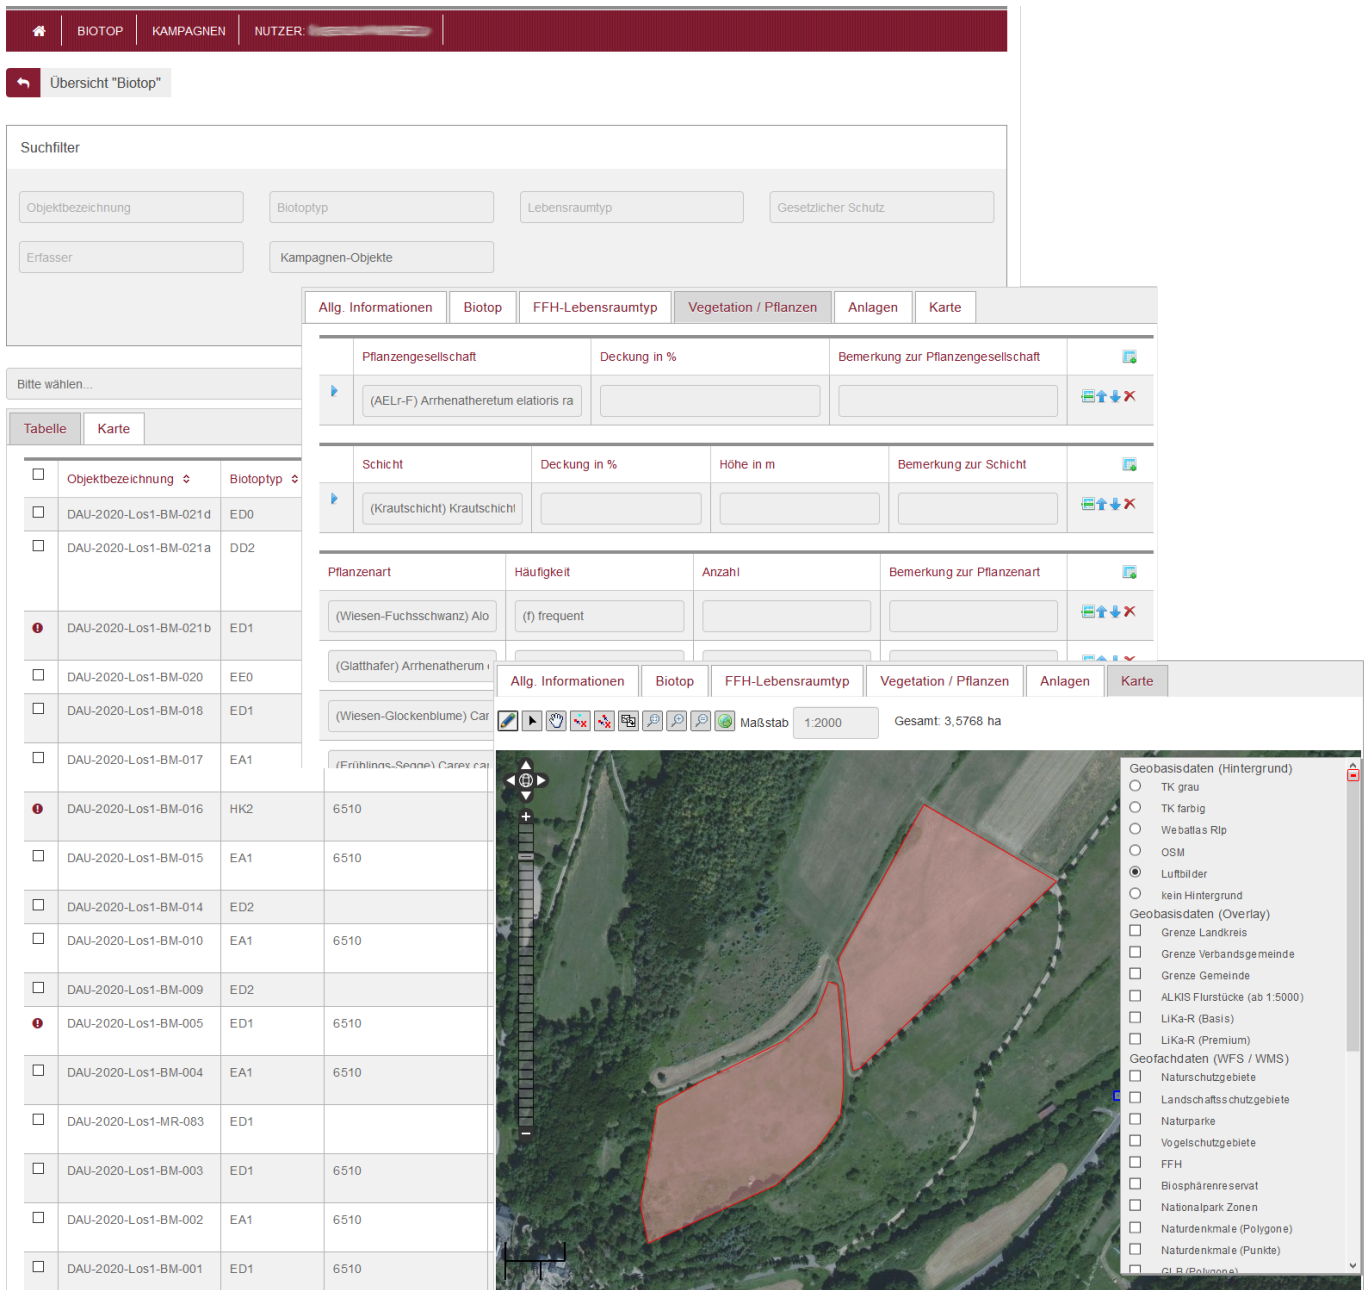 BIOTOP KAMPAGNEN NUTZER:
Übersicht "Biotop"
Suchfilter
Objektbezeichnung Biotoptyp Lebensraumtyp Gesetzlicher Schutz
Erfasser Kampagnen-Objekte
Bitte wählen...
Tabelle Karte
Objektbezeichnung Biotoptyp
DAU-2020-Los1-BM-021d ED0
DAU-2020-Los1-BM-021a DD2
DAU-2020-Los1-BM-021b ED1
DAU-2020-Los1-BM-020 EE0
DAU-2020-Los1-BM-018 ED1
DAU-2020-Los1-BM-017 EA1
DAU-2020-Los1-BM-016 HK2 6510
DAU-2020-Los1-BM-015 EA1 6510
DAU-2020-Los1-BM-014 ED2
DAU-2020-Los1-BM-010 EA1 6510
DAU-2020-Los1-BM-009 ED2
DAU-2020-Los1-BM-005 ED1 6510
DAU-2020-Los1-BM-004 EA1 6510
DAU-2020-Los1-MR-083 ED1
DAU-2020-Los1-BM-003 ED1 6510
DAU-2020-Los1-BM-002 EA1 6510
DAU-2020-Los1-BM-001 ED1 6510
Allg. Informationen Biotop FFH-Lebensraumtyp Vegetation / Pflanzen Anlagen Karte
Pflanzengesellschaft Deckung in % Bemerkung zur Pflanzengesellschaft
(AELr-F) Arrhenatheretum elatioris ra
Schicht Deckung in % Höhe in m Bemerkung zur Schicht
(Krautschicht) Krautschicht
Pflanzenart Häufigkeit Anzahl Bemerkung zur Pflanzenart
(Wiesen-Fuchsschwanz) Alo (f) frequent
(Glatthafer) Arrhenatherum e
(Wiesen-Glockenblume) Car
(Frühlings-Segge) Carex car
Allg. Informationen Biotop FFH-Lebensraumtyp Vegetation / Pflanzen Anlagen Karte
Maßstab 1:2000 Gesamt: 3,5768 ha
Geobasisdaten (Hintergrund)
TK grau
TK farbig
Webatlas Rlp
OSM
Luftbilder
kein Hintergrund
Geobasisdaten (Overlay)
Grenze Landkreis
Grenze Verbandsgemeinde
Grenze Gemeinde
ALKIS Flurstücke (ab 1:5000)
LiKa-R (Basis)
LiKa-R (Premium)
Geofachdaten (WFS / WMS)
Naturschutzgebiete
Landschaftsschutzgebiete
Naturparke
Vogelschutzgebiete
FFH
Biosphärenreservat
Nationalpark Zonen
Naturdenkmale (Polygone)
Naturdenkmale (Punkte)
GLB (Polygone)